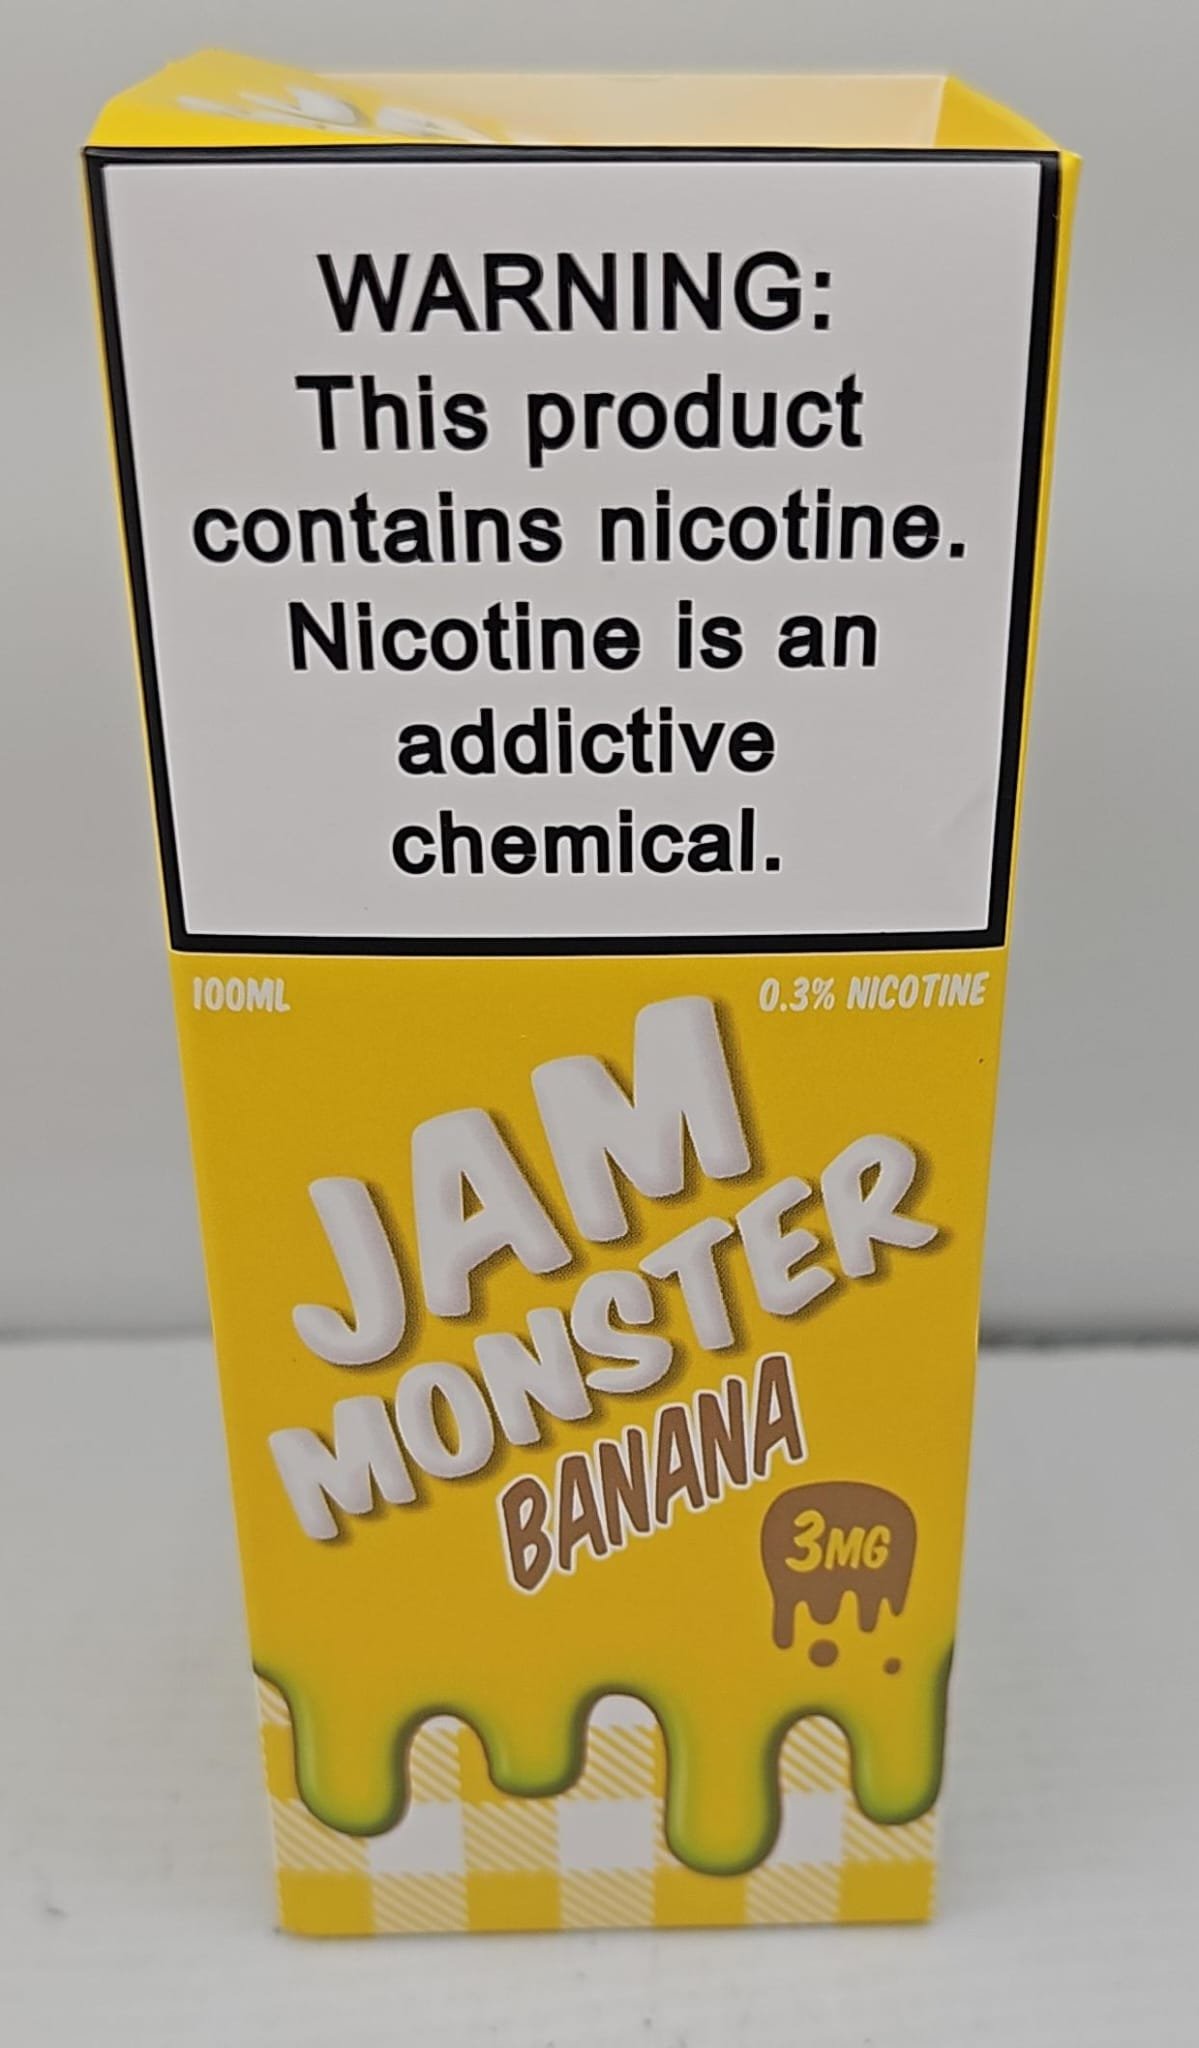 WARNING:
This product
contains nicotine.
Nicotine is an
addictive
chemical.
100ML 0.3% NICOTINE
JAM
MONSTER
BANANA
3MG